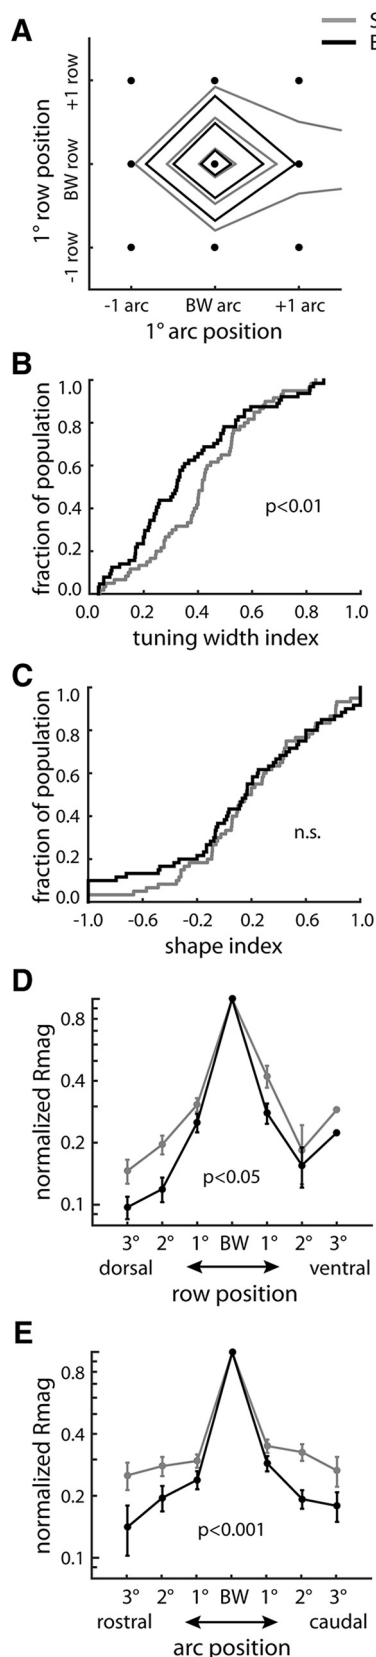 A
S
E
+1 row
BW row
-1 row
1° row position
-1 arc BW arc +1 arc
1° arc position
B
1.0
0.8
0.6
0.4
0.2
0.0
fraction of population
p<0.01
0.0 0.2 0.4 0.6 0.8 1.0
tuning width index
C
1.0
0.8
0.6
0.4
0.2
0.0
fraction of population
n.s.
-1.0 -0.6 -0.2 0.2 0.6 1.0
shape index
D
0.8
0.4
0.2
0.1
normalized Rmag
p<0.05
3° 2° 1° BW 1° 2° 3°
dorsal ventral
row position
E
0.8
0.4
0.2
0.1
normalized Rmag
p<0.001
3° 2° 1° BW 1° 2° 3°
rostral caudal
arc position